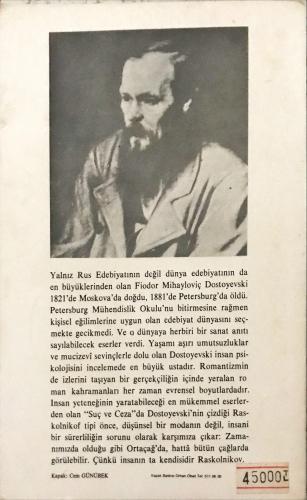 Yalnız Rus Edebiyatının değil dünya edebiyatının da
en büyüklerinden olan Fiodor Mihayloviç Dostoyevski
1821'de Moskova'da doğdu, 1881'de Petersburg'da öldü.
Petersburg Mühendislik Okulu'nu bitirmesine rağmen
kişisel eğilimlerine uygun olan edebiyat dünyasını seç-
mekte gecikmedi. Ve o dünyaya herbiri bir sanat anıtı
sayılabilecek eserler verdi. Yaşamı aşırı umutsuzluklar
ve mucizevî sevinçlerle dolu olan Dostoyevski insan psi-
kolojisini incelemede en büyük ustadır. Romantizmin
de izlerini taşıyan bir gerçekçiliğin içinde yeralan ro-
man kahramanları her zaman evrensel boyutlardadır.
İnsan yeteneğinin yaratabileceği en mükemmel eserler-
den olan "Suç ve Ceza"da Dostoyevski'nin çizdiği Ras-
kolnikof tipi önce, düşünsel bir modanın değil, insani
bir sürerliliğin sorunu olarak karşımıza çıkar: Zama-
nımızda olduğu gibi Ortaçağ'da, hattâ bütün çağlarda
görülebilir. Çünkü insanın ta kendisidir Raskolnikov.
Kapak: Cem GÜNÜBEK
45000